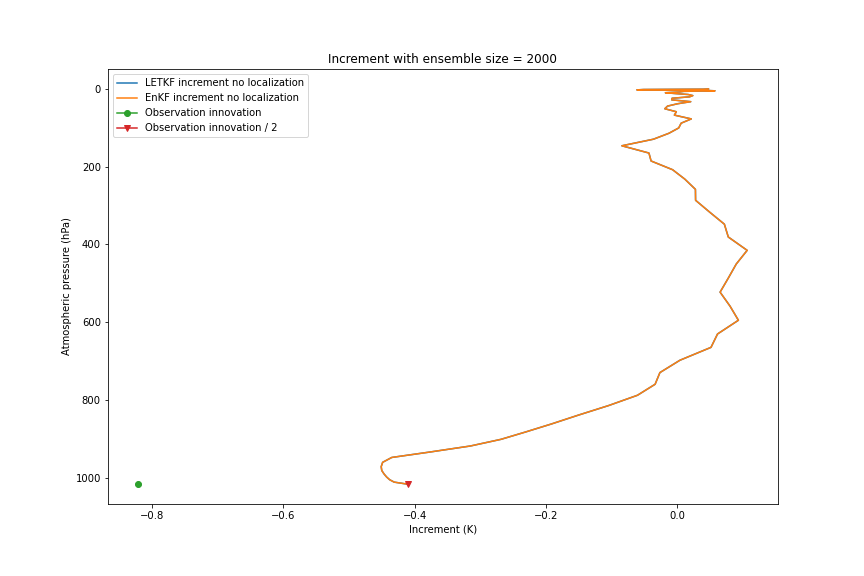 Increment with ensemble size = 2000
LETKF increment no localization
EnKF increment no localization
Observation innovation
Observation innovation / 2
Atmospheric pressure (hPa)
0
200
400
600
800
1000
−0.8
−0.6
−0.4
−0.2
0.0
Increment (K)